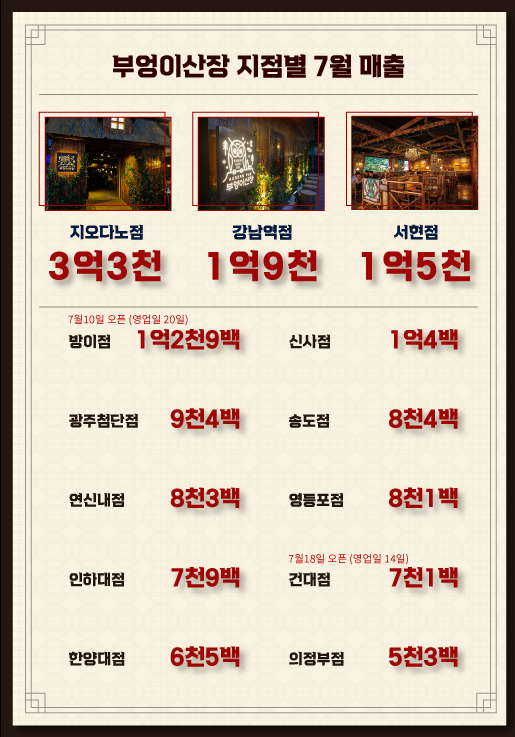 부엉이산장 지점별 7월 매출
부엉이산장
지오다노점 강남역점 서현점
3억3천 1억9천 1억5천
7월10일 오픈 (영업일 20일)
방이점 1억2천9백 신사점 1억4백
광주첨단점 9천4백 송도점 8천4백
연신내점 8천3백 영등포점 8천1백
7월18일 오픈 (영업일 14일)
인하대점 7천9백 건대점 7천1백
한양대점 6천5백 의정부점 5천3백